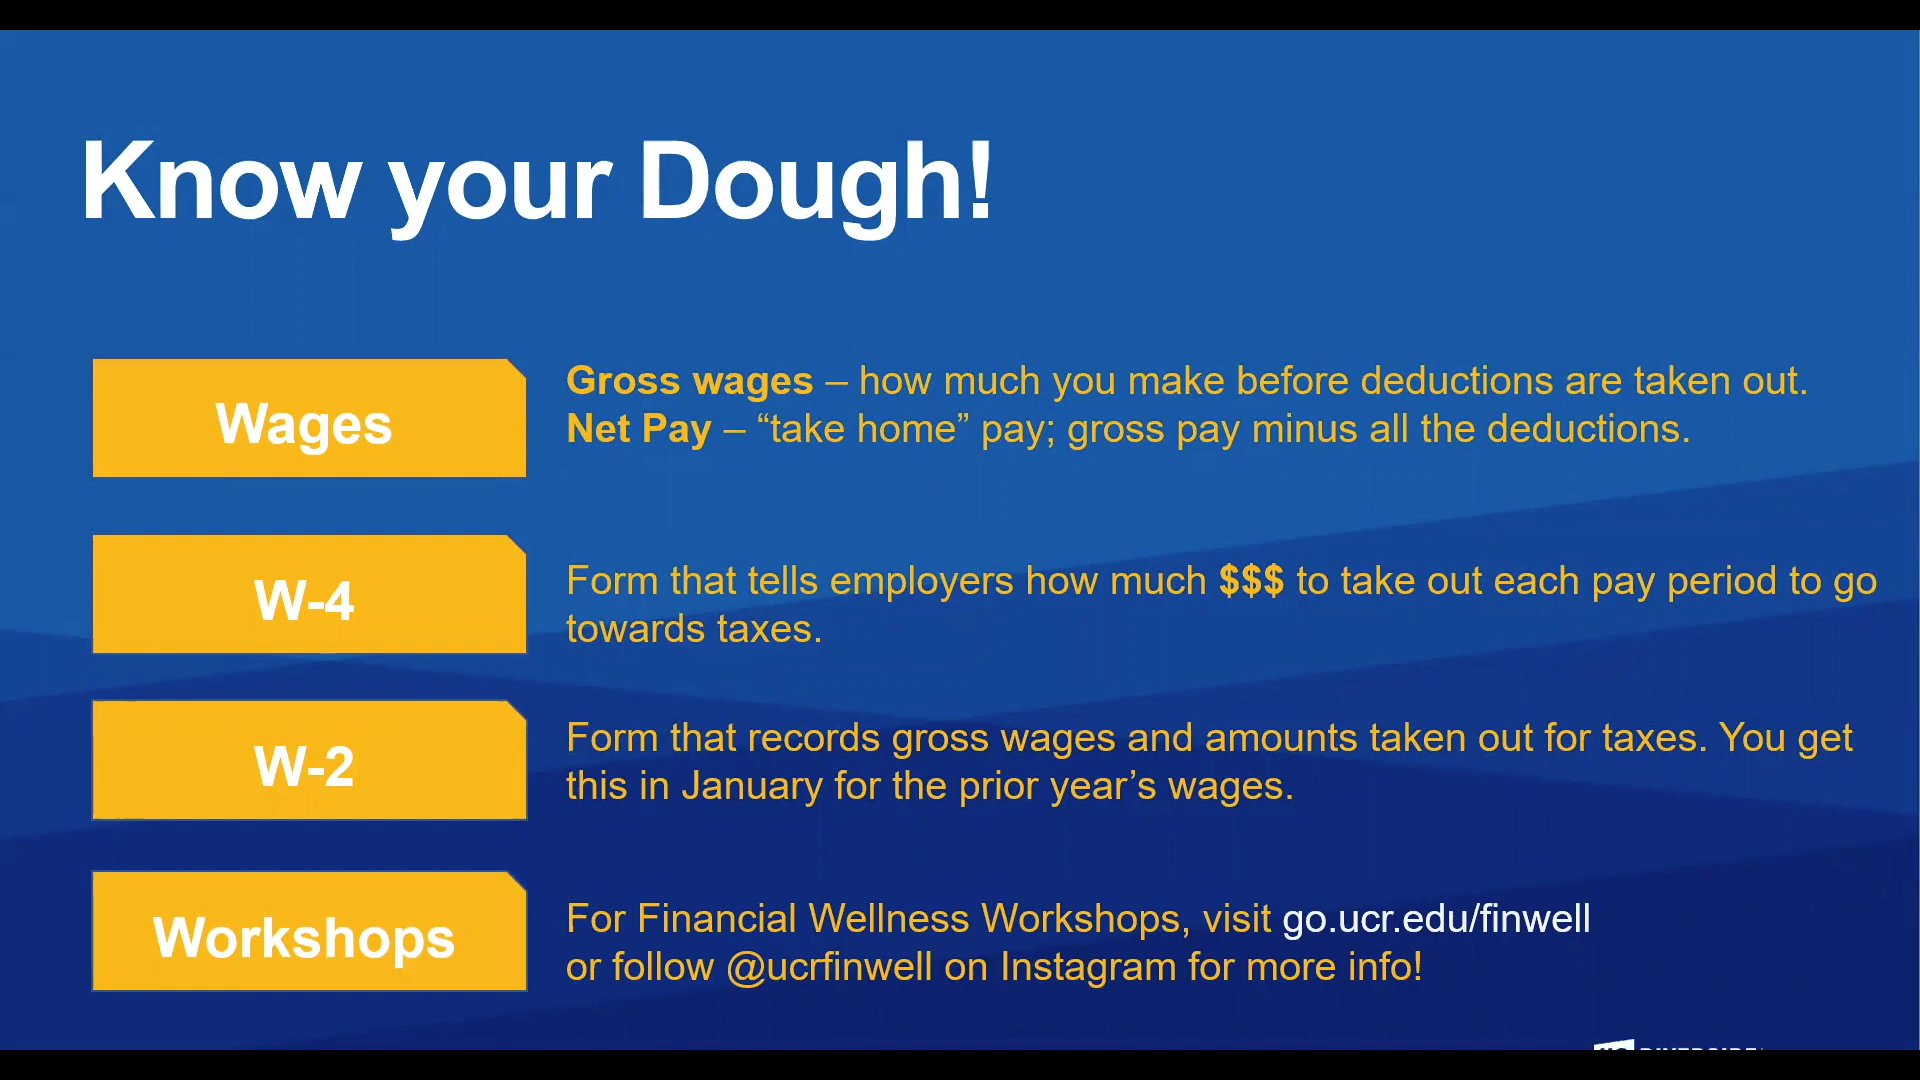 Know your Dough!
Wages
Gross wages – how much you make before deductions are taken out.
Net Pay – “take home” pay; gross pay minus all the deductions.
W-4
Form that tells employers how much $$$ to take out each pay period to go
towards taxes.
W-2
Form that records gross wages and amounts taken out for taxes. You get
this in January for the prior year’s wages.
Workshops
For Financial Wellness Workshops, visit go.ucr.edu/finwell
or follow @ucrfinwell on Instagram for more info!